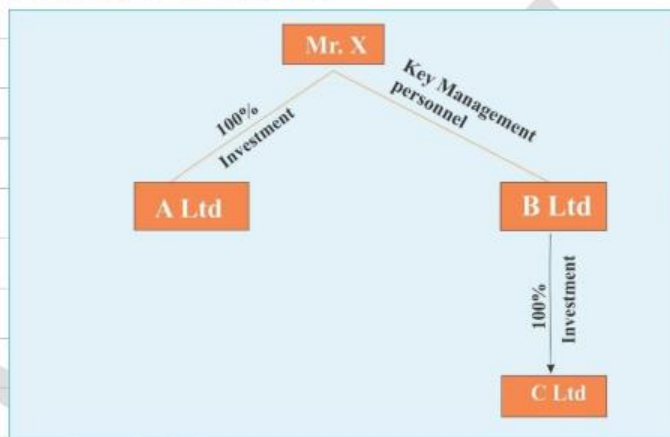 Mr. X
100%
Investment
Key Management
personnel
A Ltd
B Ltd
100%
Investment
C Ltd